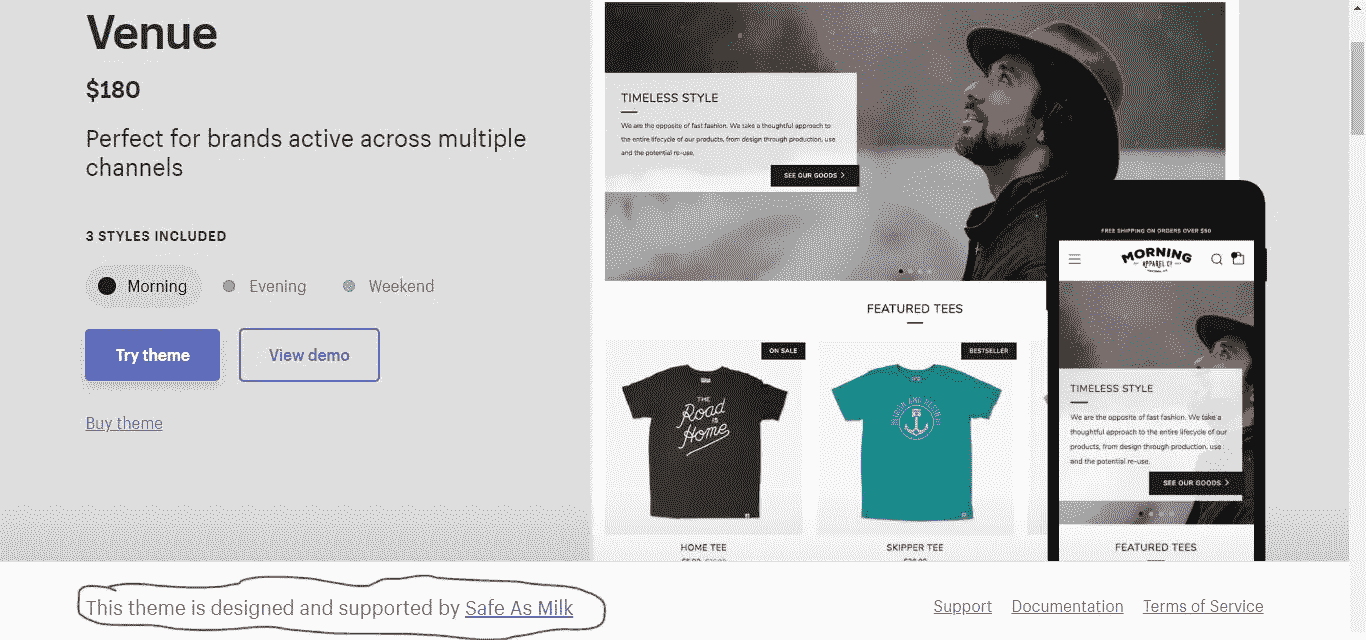 Venue
$180
Perfect for brands active across multiple
channels
3 STYLES INCLUDED
Morning
Evening
Weekend
Try theme
View demo
Buy theme
TIMELESS STYLE
We are the opposite of fast fashion. We take a thoughtful approach to
the entire lifecycle of our products, from design through production, use
and the potential re-use.
SEE OUR GOODS
FEATURED TEES
ON SALE
BESTSELLER
THE
Road
IS
Home
HOME TEE
SKIPPER TEE
FREE SHIPPING ON ORDERS OVER $50
MORNING
APPAREL CO
TIMELESS STYLE
We are the opposite of fast fashion. We take a
thoughtful approach to the entire lifecycle of our
products, from design through production, use
and the potential re-use.
SEE OUR GOODS
FEATURED TEES
This theme is designed and supported by Safe As Milk
Support
Documentation
Terms of Service